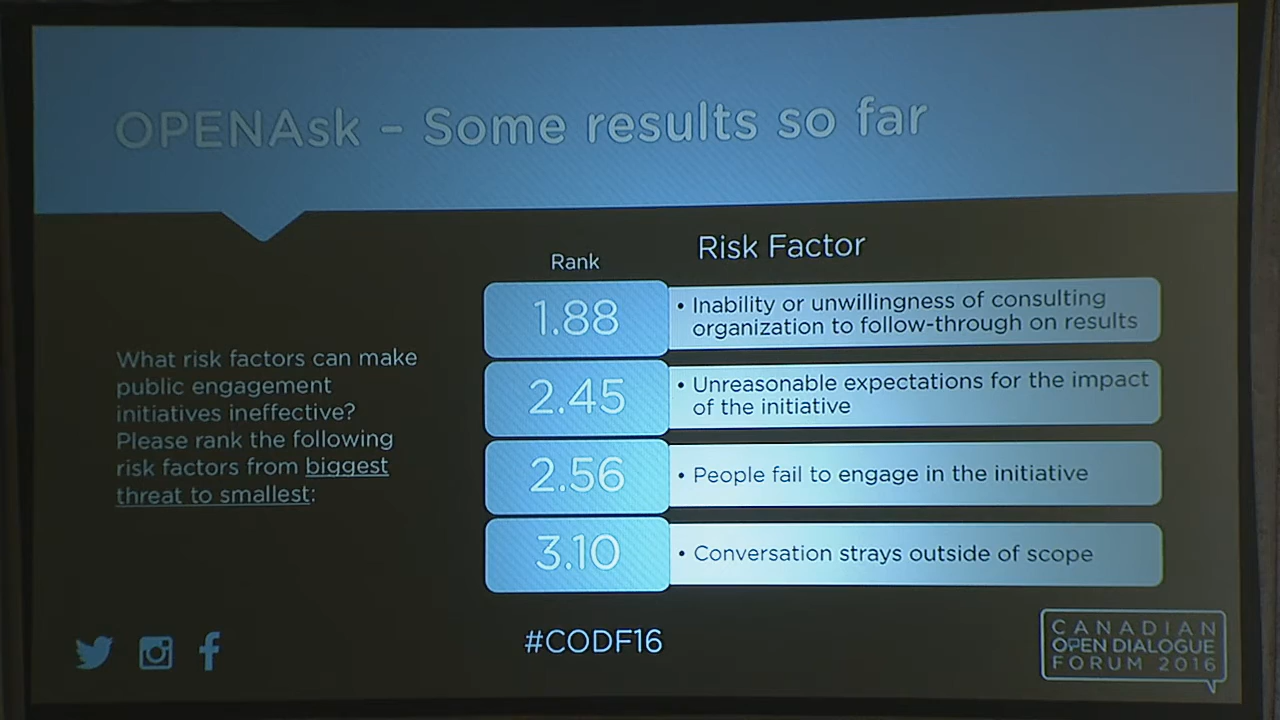 OPENAsk – Some results so far
Rank
Risk Factor
What risk factors can make
public engagement
initiatives ineffective?
Please rank the following
risk factors from biggest
threat to smallest:
1.88
• Inability or unwillingness of consulting
organization to follow-through on results
2.45
• Unreasonable expectations for the impact
of the initiative
2.56
• People fail to engage in the initiative
3.10
• Conversation strays outside of scope
#CODF16
CANADIAN
OPEN DIALOGUE
FORUM 2016